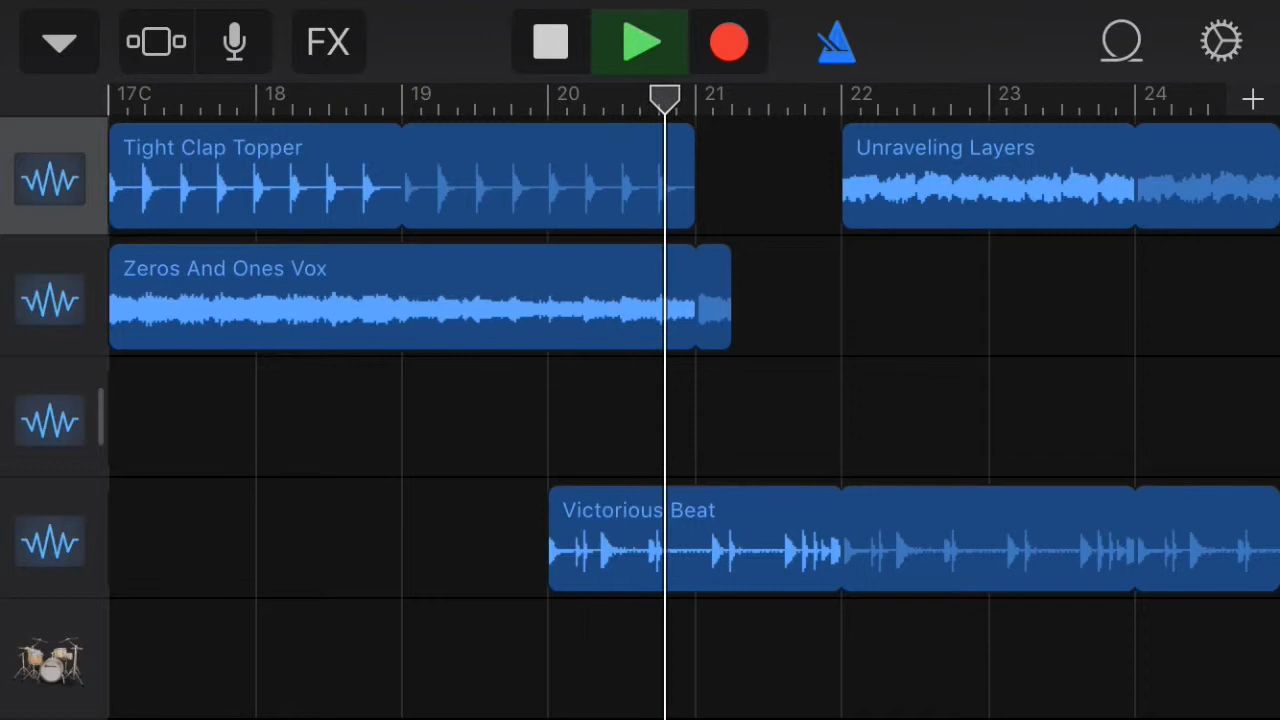 FX
17C 18 19 20 21 22 23 24
Tight Clap Topper
Unraveling Layers
Zeros And Ones Vox
Victorious Beat